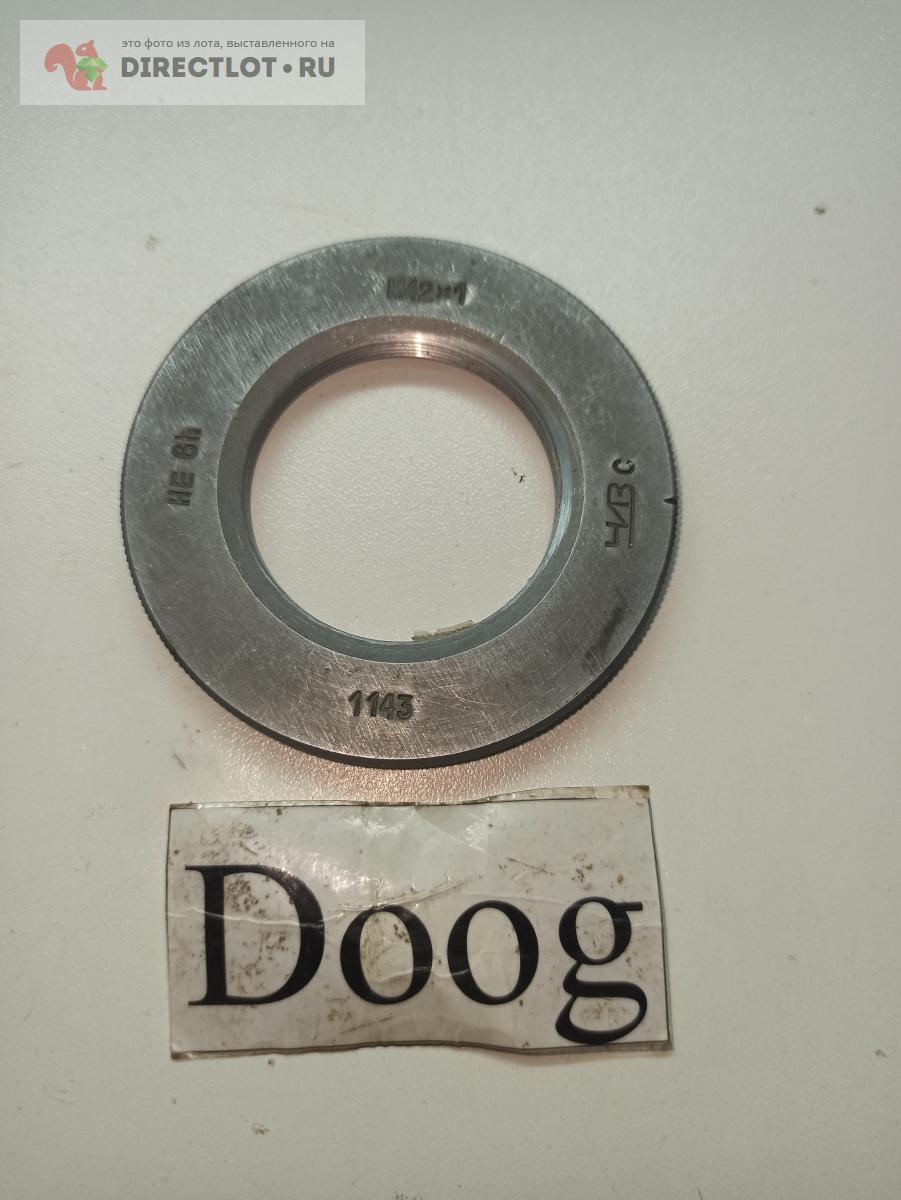 это фото из лота, выставленного на
DIRECTLOT•RU
М42×1
НЕ 6h
ЧИЗ С
1143
Doog